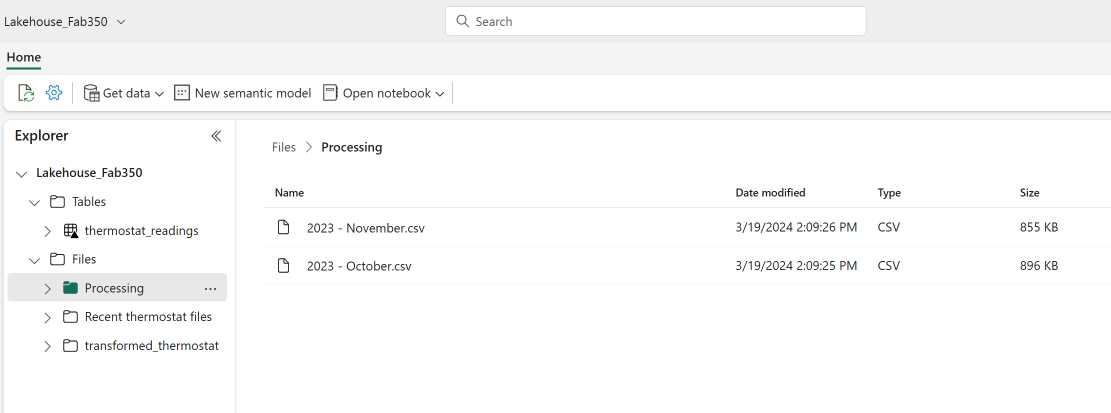 Lakehouse_Fab350
Search
Home
Get data
New semantic model
Open notebook
Explorer
Lakehouse_Fab350
Tables
thermostat_readings
Files
Processing ...
Recent thermostat files
transformed_thermostat
Files > Processing
Name Date modified Type Size
2023 - November.csv 3/19/2024 2:09:26 PM CSV 855 KB
2023 - October.csv 3/19/2024 2:09:25 PM CSV 896 KB